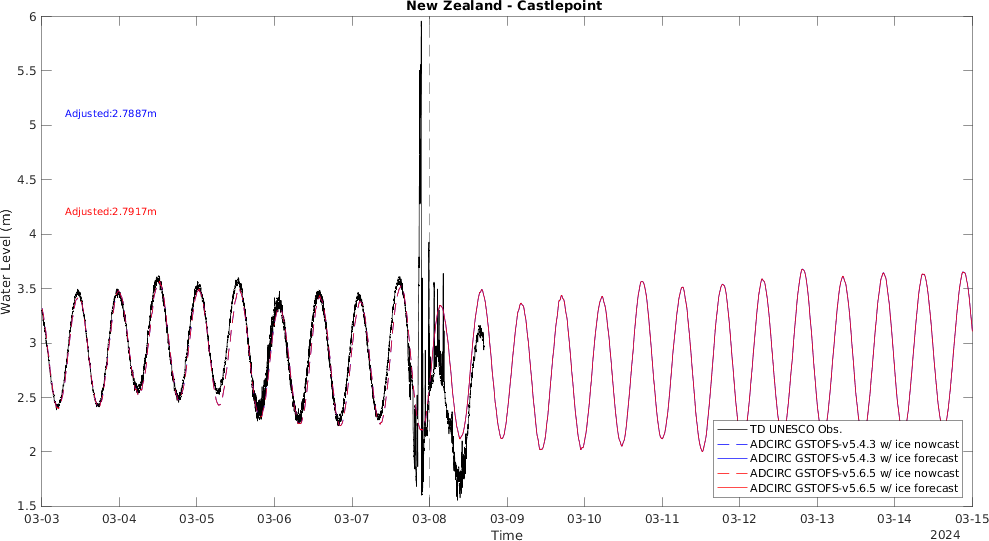 New Zealand - Castlepoint
6
5.5
5
4.5
4
3.5
3
2.5
2
1.5
Water Level (m)
Adjusted:2.7887m
Adjusted:2.7917m
TD UNESCO Obs.
ADCIRC GSTOFS-v5.4.3 w/ ice nowcast
ADCIRC GSTOFS-v5.4.3 w/ ice forecast
ADCIRC GSTOFS-v5.6.5 w/ ice nowcast
ADCIRC GSTOFS-v5.6.5 w/ ice forecast
03-03 03-04 03-05 03-06 03-07 03-08 03-09 03-10 03-11 03-12 03-13 03-14 03-15
Time
2024